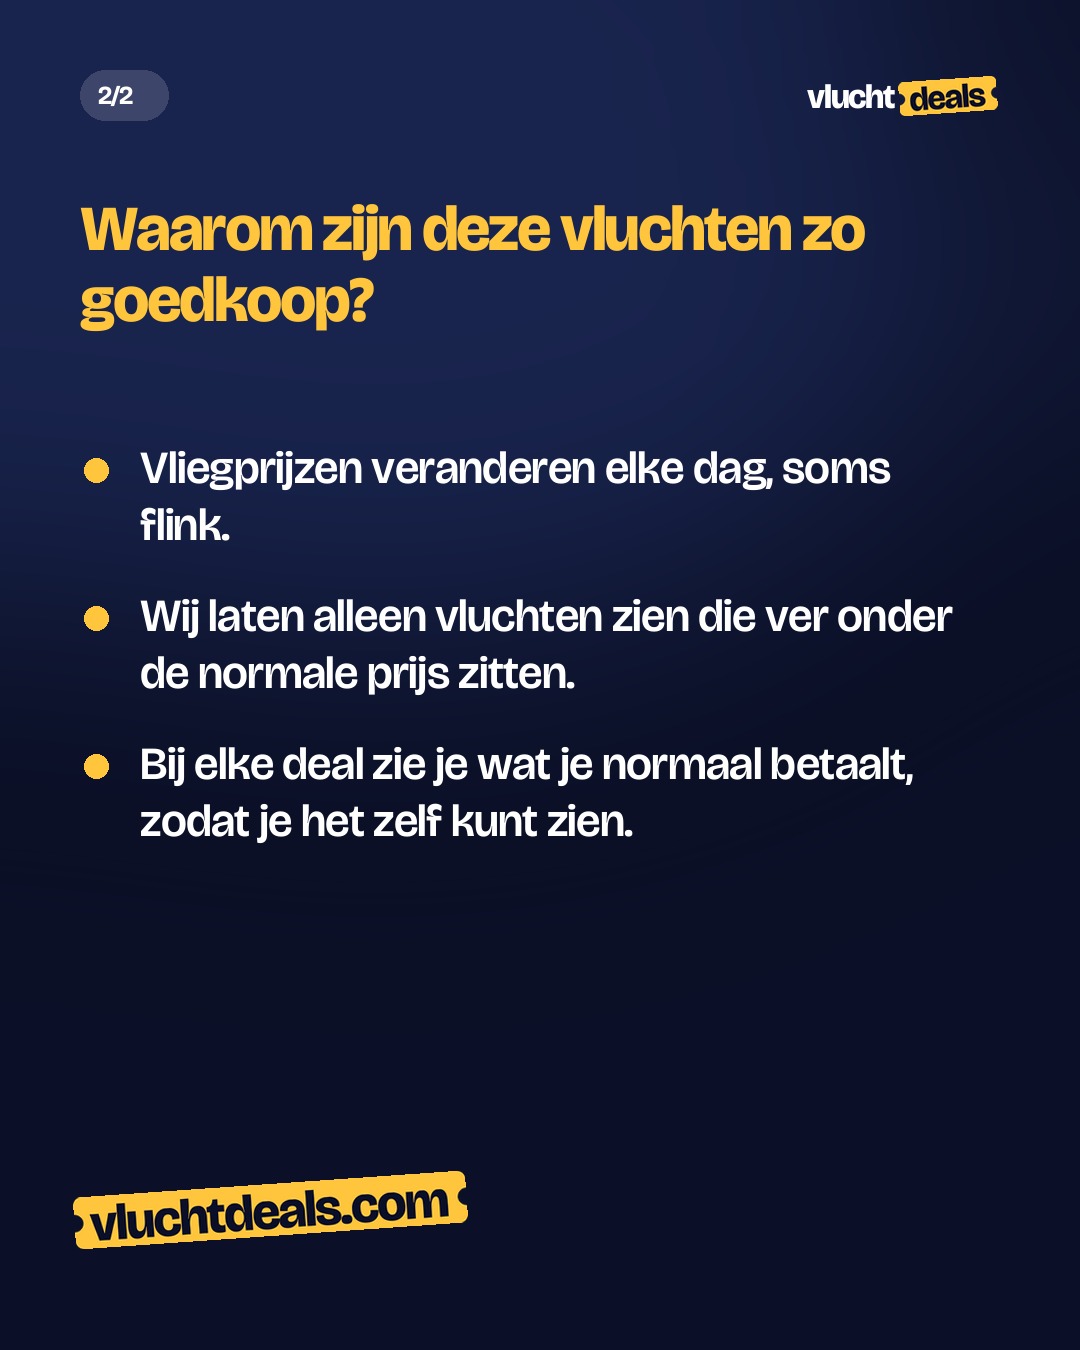 2/2
vlucht deals
Waarom zijn deze vluchten zo
goedkoop?
Vliegprijzen veranderen elke dag, soms
flink.
Wij laten alleen vluchten zien die ver onder
de normale prijs zitten.
Bij elke deal zie je wat je normaal betaalt,
zodat je het zelf kunt zien.
vluchtdeals.com